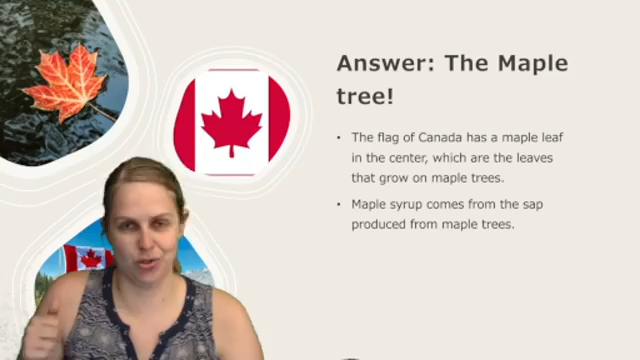 Answer: The Maple
tree!
• The flag of Canada has a maple leaf
in the center, which are the leaves
that grow on maple trees.
• Maple syrup comes from the sap
produced from maple trees.